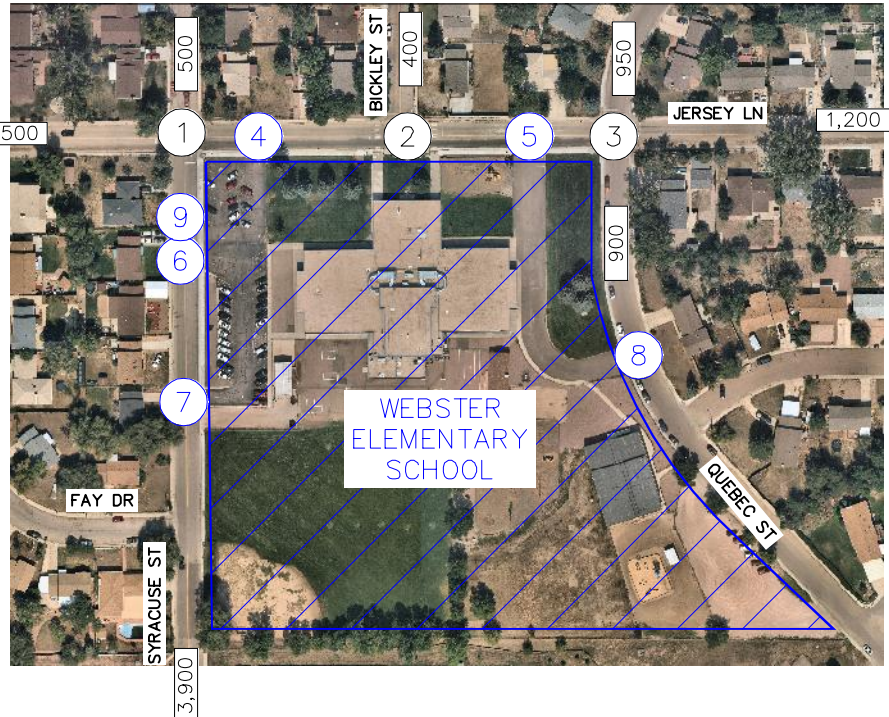 500
BICKLEY ST
400
950
JERSEY LN
500
1,200
1
4
2
5
3
9
6
900
8
7
WEBSTER
ELEMENTARY
SCHOOL
QUEBEC ST
FAY DR
SYRACUSE ST
3,900